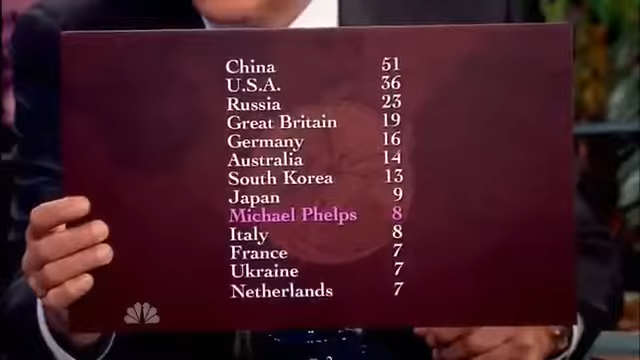 China 51
U.S.A. 36
Russia 23
Great Britain 19
Germany 16
Australia 14
South Korea 13
Japan 9
Michael Phelps 8
Italy 8
France 7
Ukraine 7
Netherlands 7
NBC